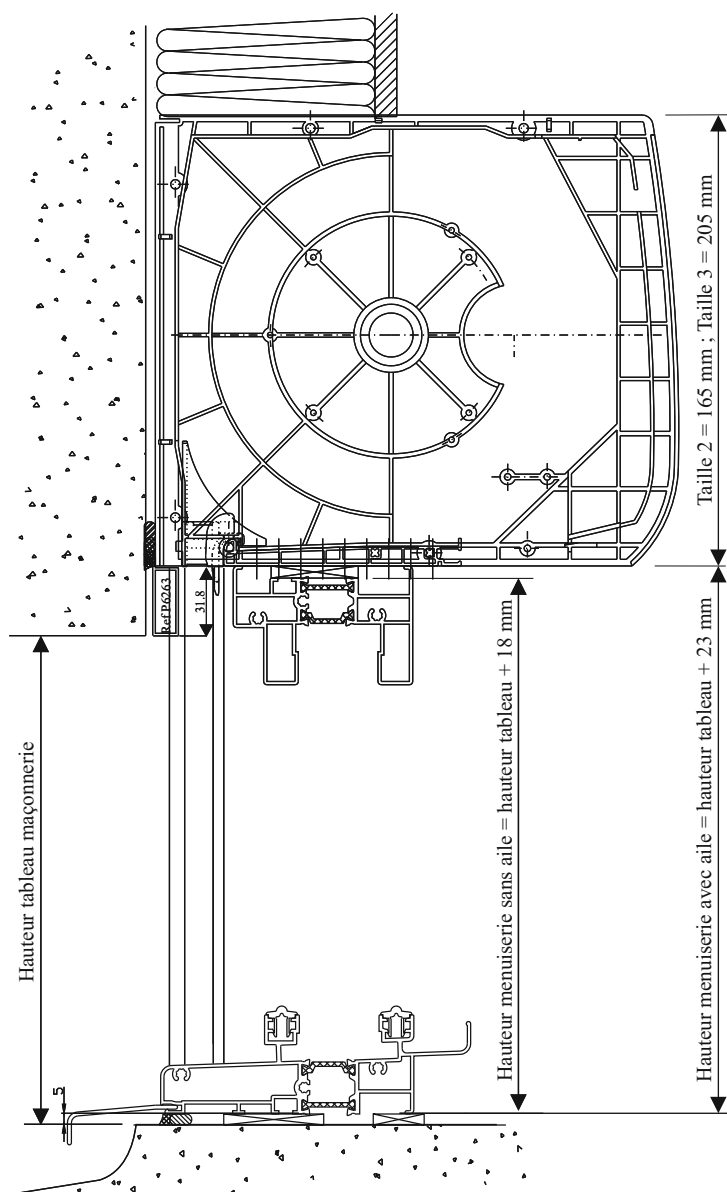 Taille 2 = 165 mm ; Taille 3 = 205 mm
Ref P6263
31.8
Hauteur tableau maçonnerie
Hauteur menuiserie sans aile = hauteur tableau + 18 mm
Hauteur menuiserie avec aile = hauteur tableau + 23 mm
5